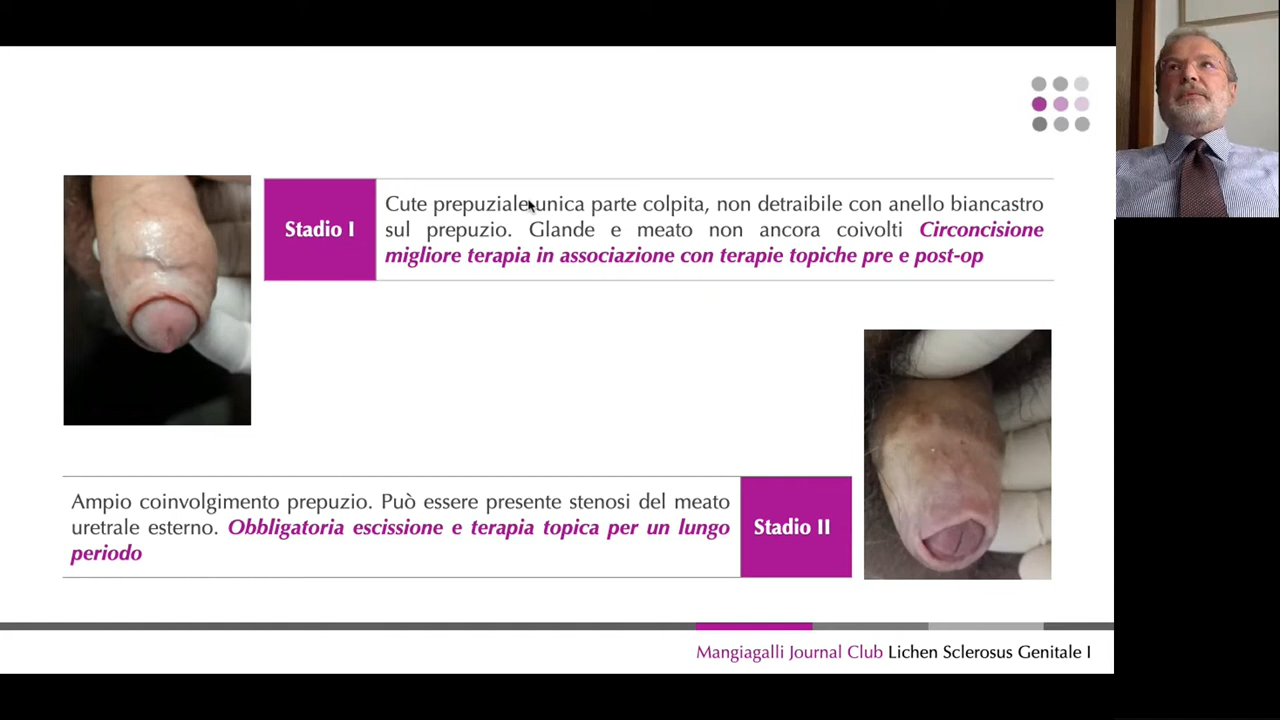 Stadio I
Cute prepuziale unica parte colpita, non detraibile con anello biancastro
sul prepuzio. Glande e meato non ancora coivolti Circoncisione
migliore terapia in associazione con terapie topiche pre e post-op
Ampio coinvolgimento prepuzio. Può essere presente stenosi del meato
uretrale esterno. Obbligatoria escissione e terapia topica per un lungo
periodo
Stadio II
Mangiagalli Journal Club Lichen Sclerosus Genitale I